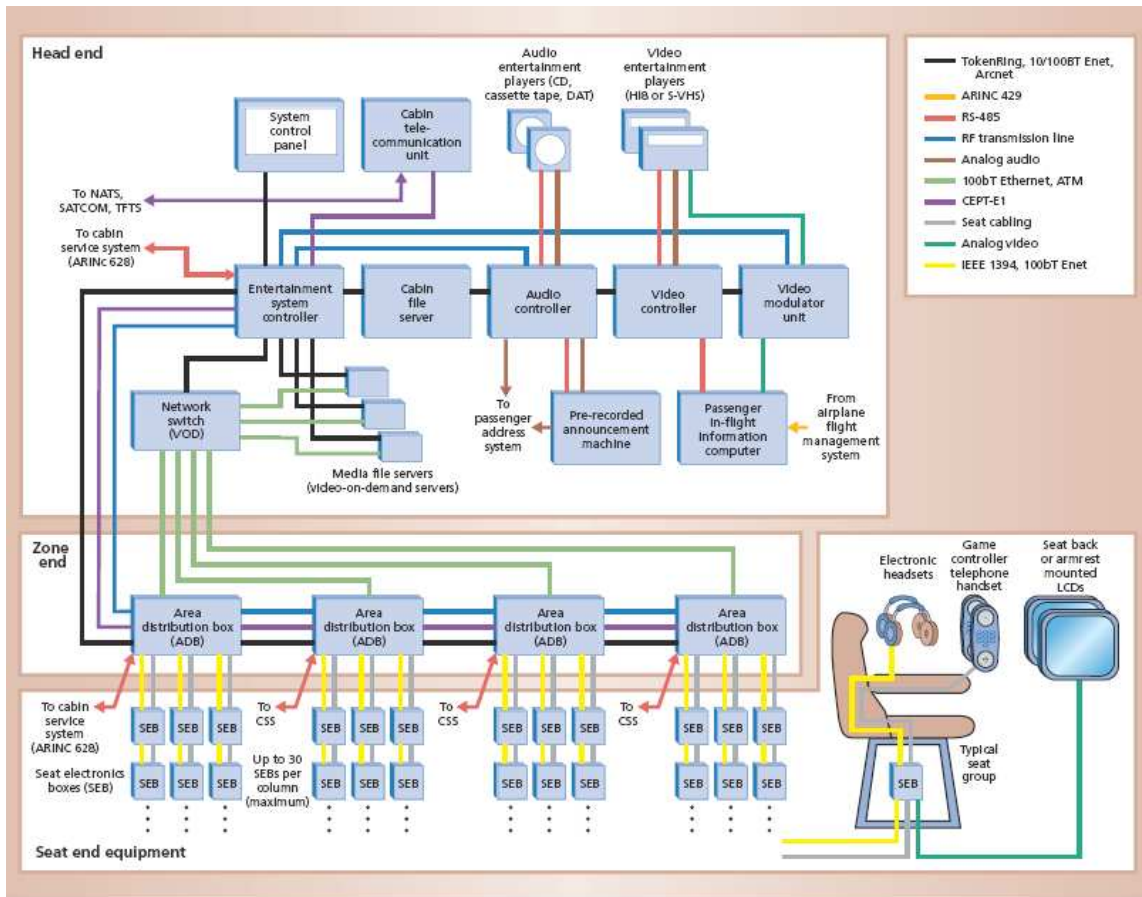 Head end
Audio
entertainment
players (CD,
cassette tape, DAT)
Video
entertainment
players
(HI8 or S-VHS)
System
control
panel
Cabin
tele-
communication
unit
To NATS,
SATCOM, TFTS
To cabin
service system
(ARINc 628)
Entertainment
system
controller
Cabin
file
server
Audio
controller
Video
controller
Video
modulator
unit
Network
switch
(VOD)
Media file servers
(video-on-demand servers)
To
passenger
address
system
Pre-recorded
announcement
machine
Passenger
in-flight
information
computer
From
airplane
flight
management
system
TokenRing, 10/100BT Enet,
Arcnet
ARINC 429
RS-485
RF transmission line
Analog audio
100bT Ethernet, ATM
CEPT-E1
Seat cabling
Analog video
IEEE 1394, 100bT Enet
Zone
end
Area
distribution box
(ADB)
Area
distribution box
(ADB)
Area
distribution box
(ADB)
Area
distribution box
(ADB)
To cabin
service
system
(ARINC 628)
To
CSS
To
CSS
To
CSS
SEB SEB SEB SEB SEB SEB SEB SEB SEB SEB SEB SEB
Seat electronics
boxes (SEB)
Up to 30
SEBs per
column
(maximum)
SEB SEB SEB SEB SEB SEB SEB SEB SEB SEB SEB SEB
Seat end equipment
Electronic
headsets
Game
controller
telephone
handset
Seat back
or armrest
mounted
LCDs
Typical
seat
group
SEB